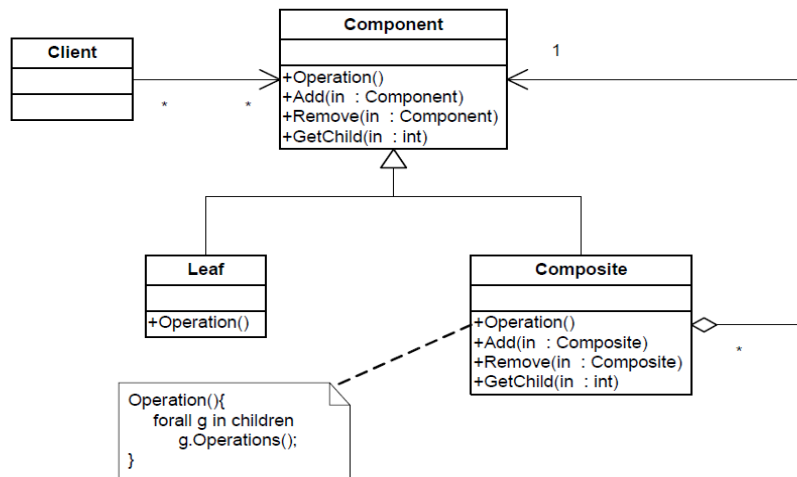 Component
Client
1
+Operation()
+Add(in : Component)
+Remove(in : Component)
+GetChild(in : int)
*
*
Leaf
+Operation()
Composite
+Operation()
+Add(in : Composite)
+Remove(in : Composite)
+GetChild(in : int)
*
Operation(){
forall g in children
g.Operations();
}